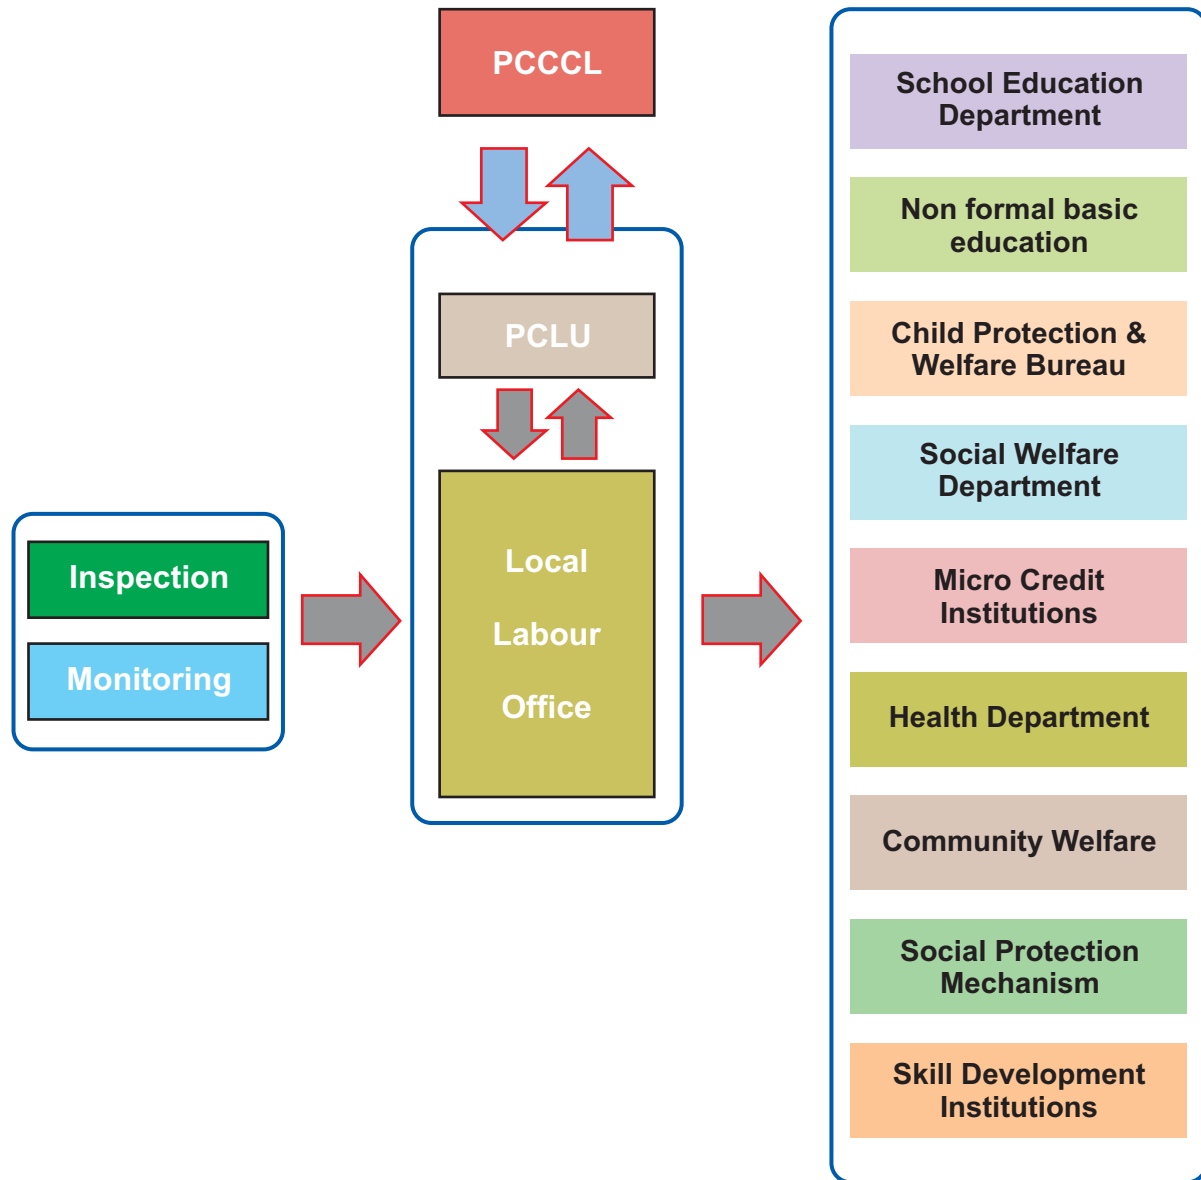 PCCCL
PCLU
Local
Labour
Office
Inspection
Monitoring
School Education
Department
Non formal basic
education
Child Protection &
Welfare Bureau
Social Welfare
Department
Micro Credit
Institutions
Health Department
Community Welfare
Social Protection
Mechanism
Skill Development
Institutions